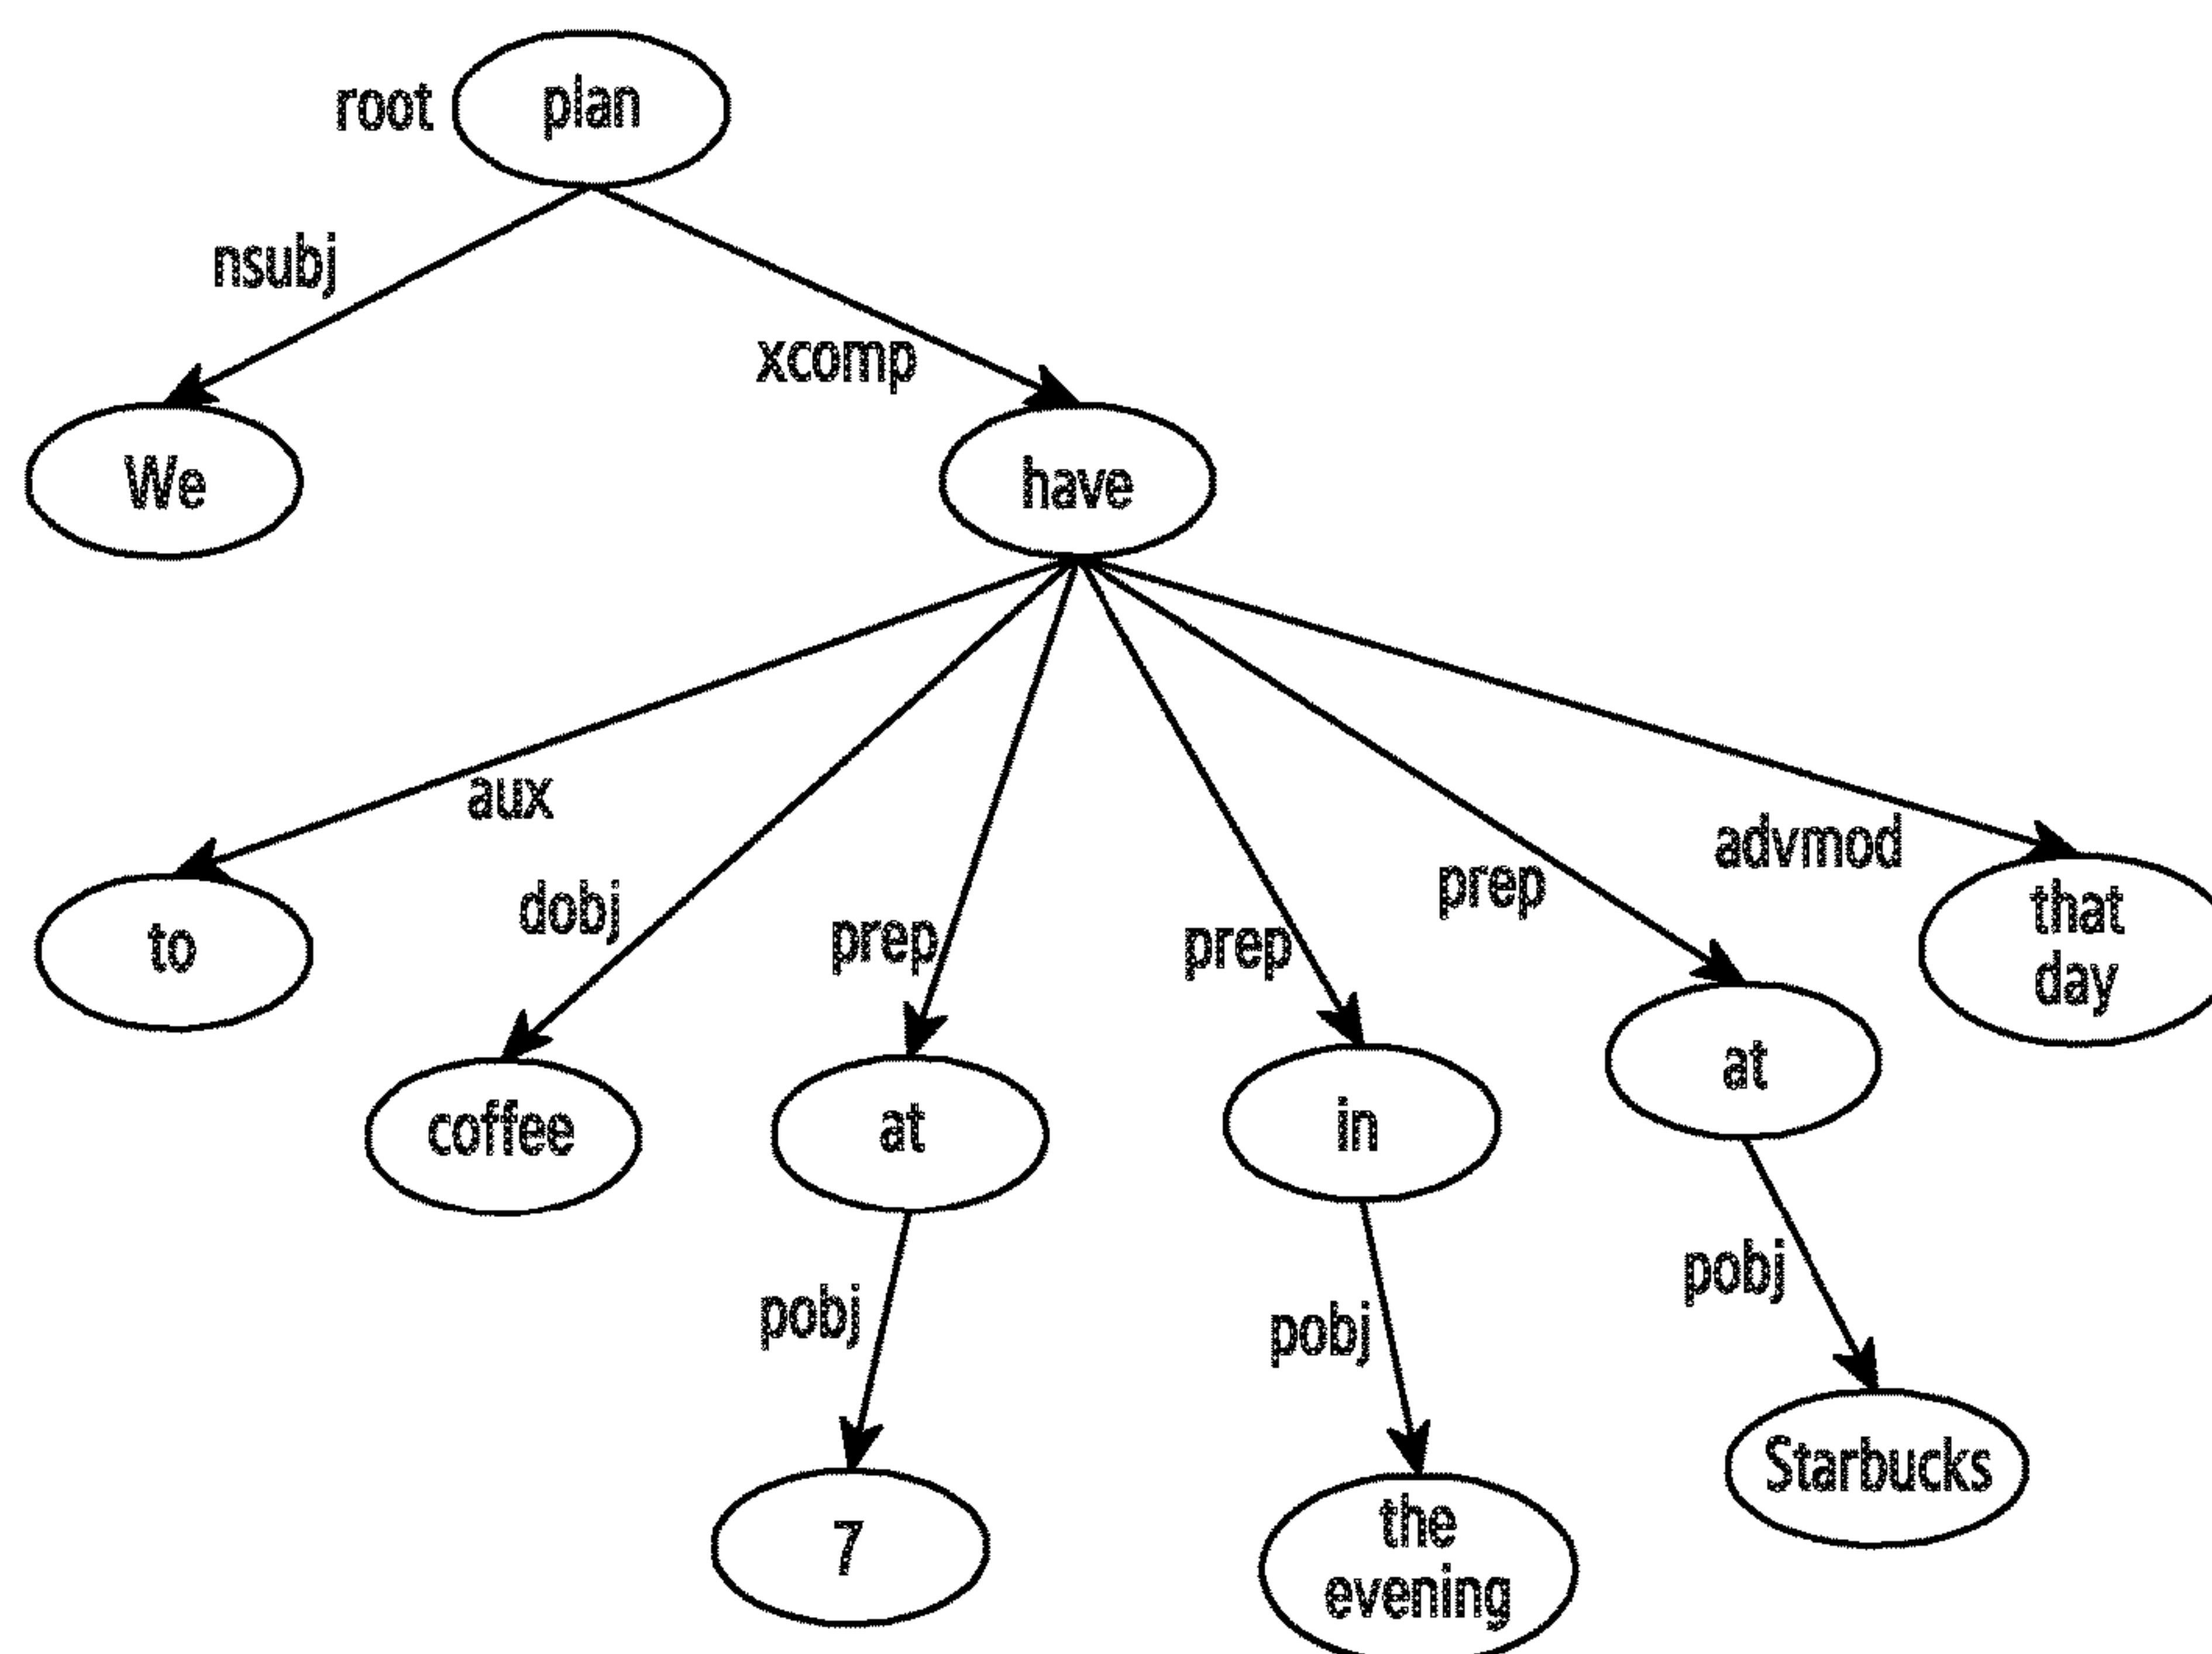 root plan
nsubj
xcomp
We have
aux
dobj
prep
prep
prep
advmod
to
coffee
at
in
at
that
day
pobj
pobj
pobj
7
the
evening
Starbucks